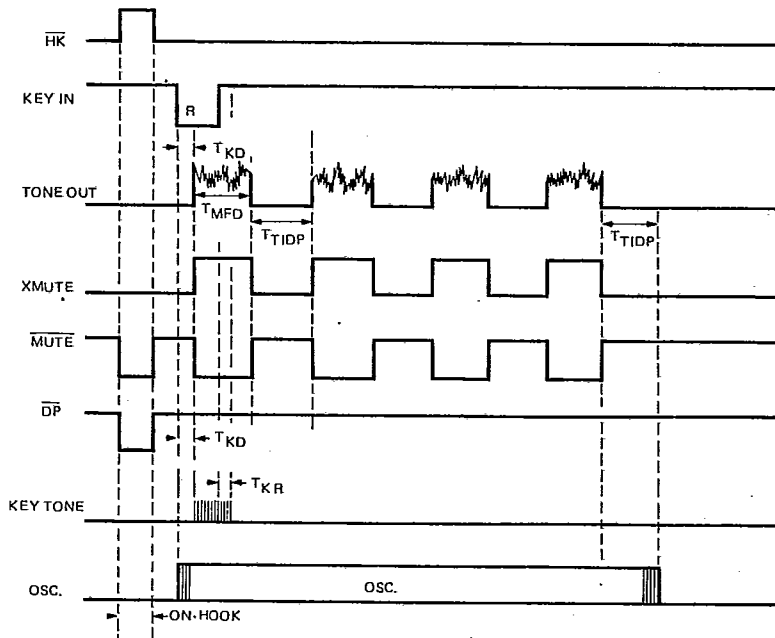 HK
KEY IN
R
TKD
TONE OUT
TMFD
TTIDP
TTIDP
XMUTE
MUTE
DP
TKD
TKR
KEY TONE
OSC.
OSC.
ON-HOOK